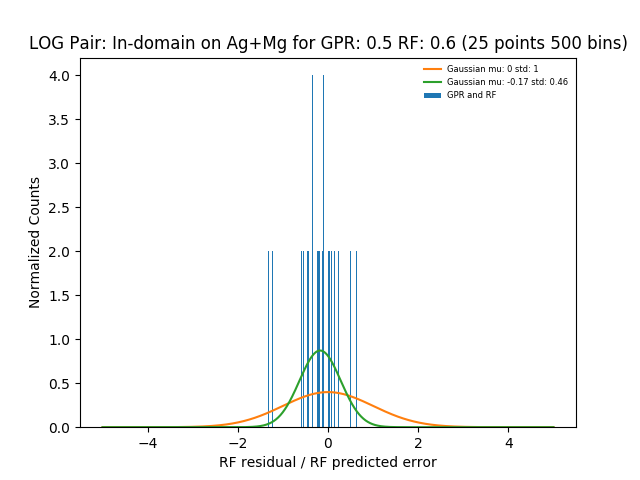 LOG Pair: In-domain on Ag+Mg for GPR: 0.5 RF: 0.6 (25 points 500 bins)
Gaussian mu: 0 std: 1
Gaussian mu: -0.17 std: 0.46
GPR and RF
Normalized Counts
4.0
3.5
3.0
2.5
2.0
1.5
1.0
0.5
0.0
−4 −2 0 2 4
RF residual / RF predicted error